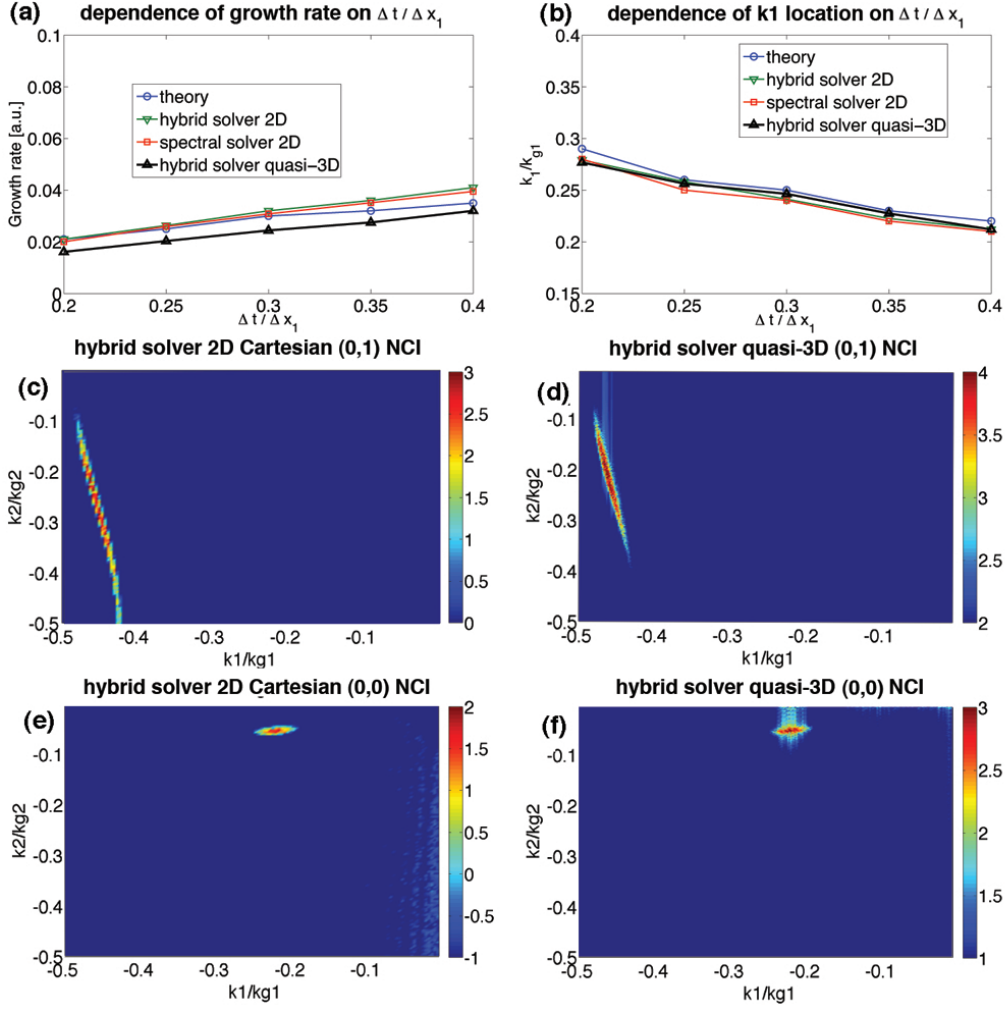 (a)
dependence of growth rate on Δ t / Δ x1
0.1
0.08
0.06
0.04
0.02
0
Growth rate [a.u.]
theory
hybrid solver 2D
spectral solver 2D
hybrid solver quasi−3D
0.2
0.25
0.3
0.35
0.4
Δ t / Δ x1
(b)
dependence of k1 location on Δ t / Δ x1
0.4
0.35
0.3
0.25
0.2
0.15
k1/kg1
theory
hybrid solver 2D
spectral solver 2D
hybrid solver quasi−3D
0.2
0.25
0.3
0.35
0.4
Δ t / Δ x1
hybrid solver 2D Cartesian (0,1) NCI
(c)
-0.1
-0.2
-0.3
-0.4
-0.5
k2/kg2
-0.5
-0.4
-0.3
-0.2
-0.1
k1/kg1
3
2.5
2
1.5
1
0.5
0
hybrid solver quasi-3D (0,1) NCI
(d)
-0.1
-0.2
-0.3
-0.4
-0.5
k2/kg2
-0.5
-0.4
-0.3
-0.2
-0.1
k1/kg1
4
3.5
3
2.5
2
hybrid solver 2D Cartesian (0,0) NCI
(e)
-0.1
-0.2
-0.3
-0.4
-0.5
k2/kg2
-0.5
-0.4
-0.3
-0.2
-0.1
k1/kg1
2
1.5
1
0.5
0
-0.5
-1
hybrid solver quasi-3D (0,0) NCI
(f)
-0.1
-0.2
-0.3
-0.4
-0.5
k2/kg2
-0.5
-0.4
-0.3
-0.2
-0.1
k1/kg1
3
2.5
2
1.5
1